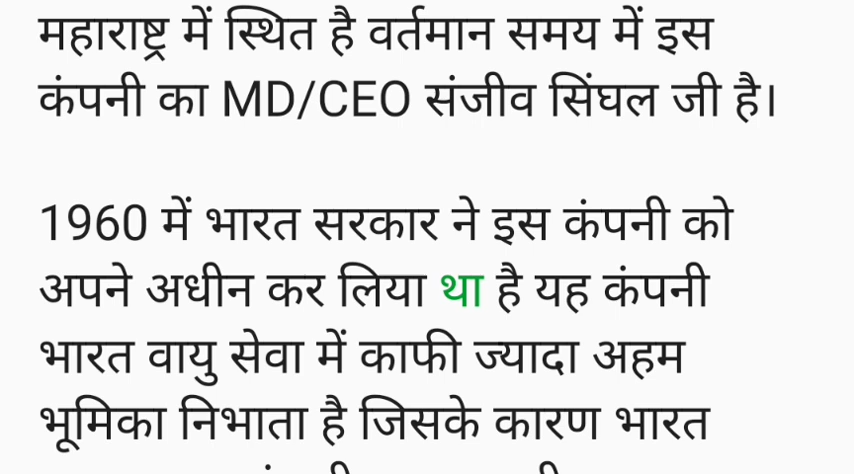 महाराष्ट्र में स्थित है वर्तमान समय में इस
कंपनी का MD/CEO संजीव सिंघल जी है।
1960 में भारत सरकार ने इस कंपनी को
अपने अधीन कर लिया था है यह कंपनी
भारत वायु सेवा में काफी ज्यादा अहम
भूमिका निभाता है जिसके कारण भारत